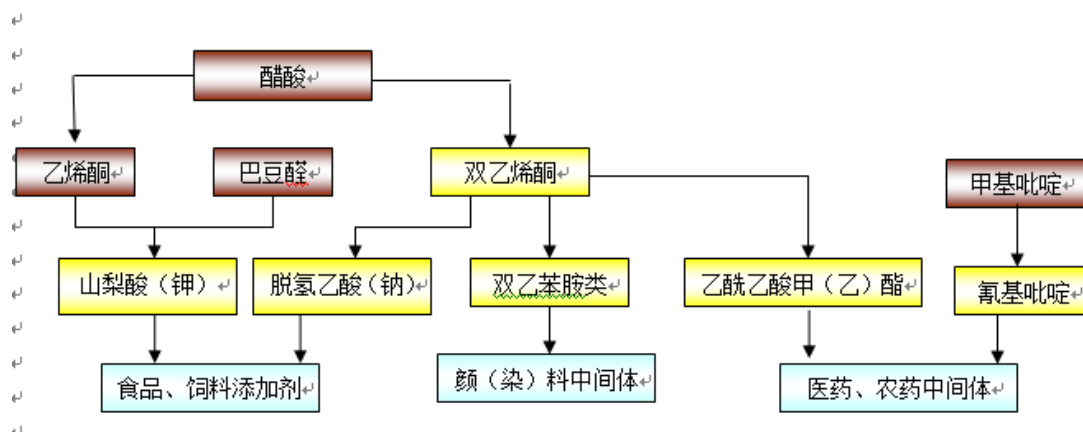 醋酸
乙烯酮
巴豆醛
双乙烯酮
甲基吡啶
山梨酸（钾）
脱氢乙酸（钠）
双乙苯胺类
乙酰乙酸甲（乙）酯
氰基吡啶
食品、饲料添加剂
颜（染）料中间体
医药、农药中间体